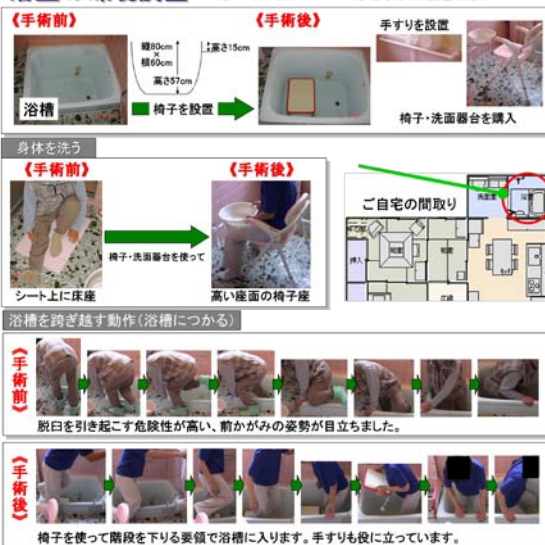 《手術前》
《手術後》
手すりを設置
縦80cm
×
横60cm
高さ15cm
高さ57cm
浴槽
椅子を設置
椅子・洗面器台を購入
身体を洗う
《手術前》
《手術後》
ご自宅の間取り
椅子・洗面器台を使って
シート上に床座
高い座面の椅子座
押入
浴槽を跨ぎ越す動作(浴槽につかる)
《手術前》
脱臼を引き起こす危険性が高い、前かがみの姿勢が目立ちました。
《手術後》
椅子を使って階段を下りる要領で浴槽に入ります。手すりも役に立っています。